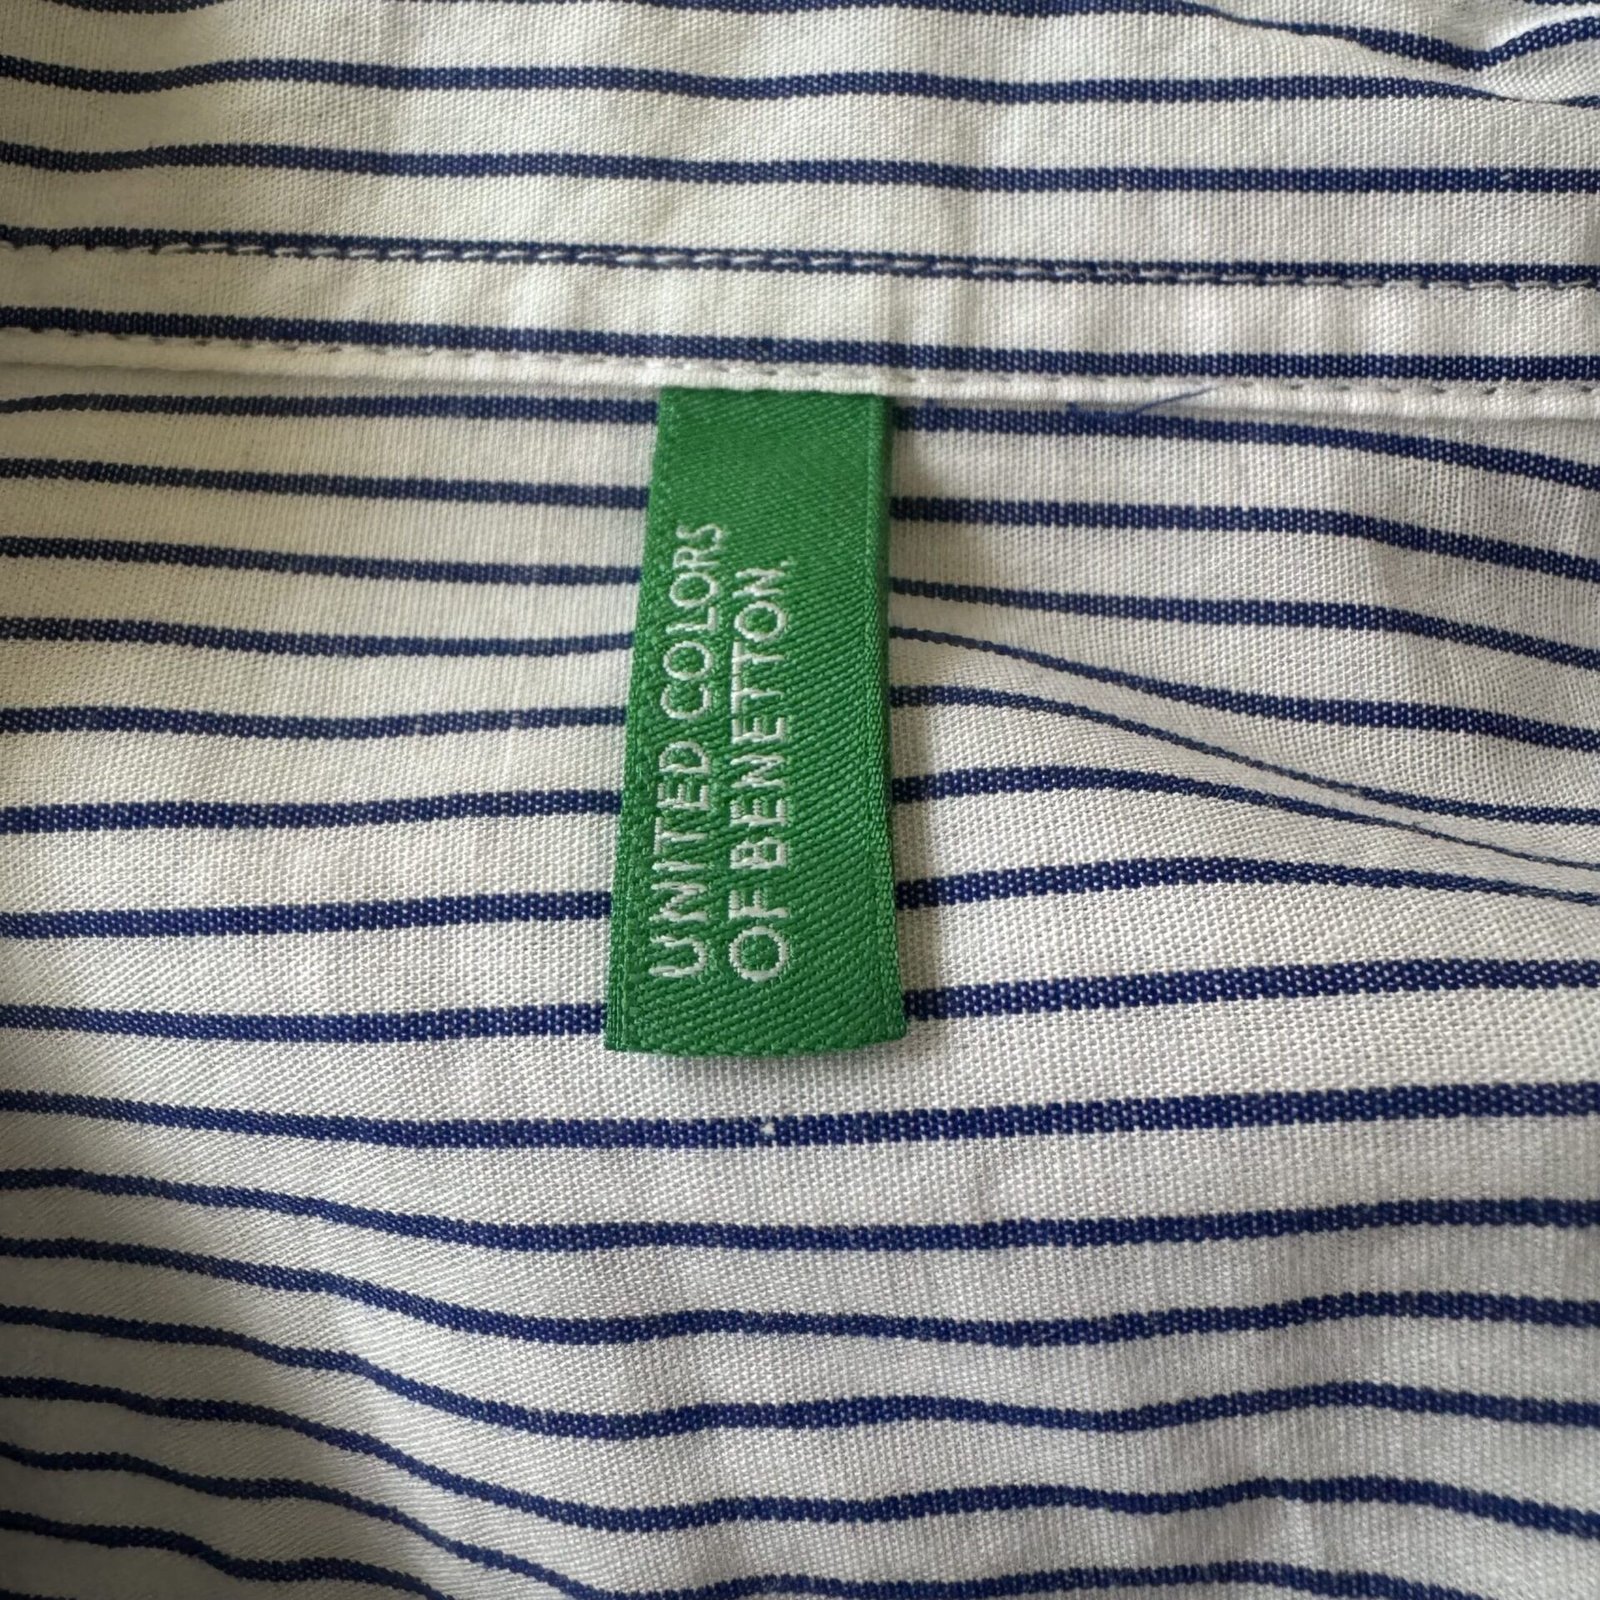 UNITED COLORS
OF BENETTON.